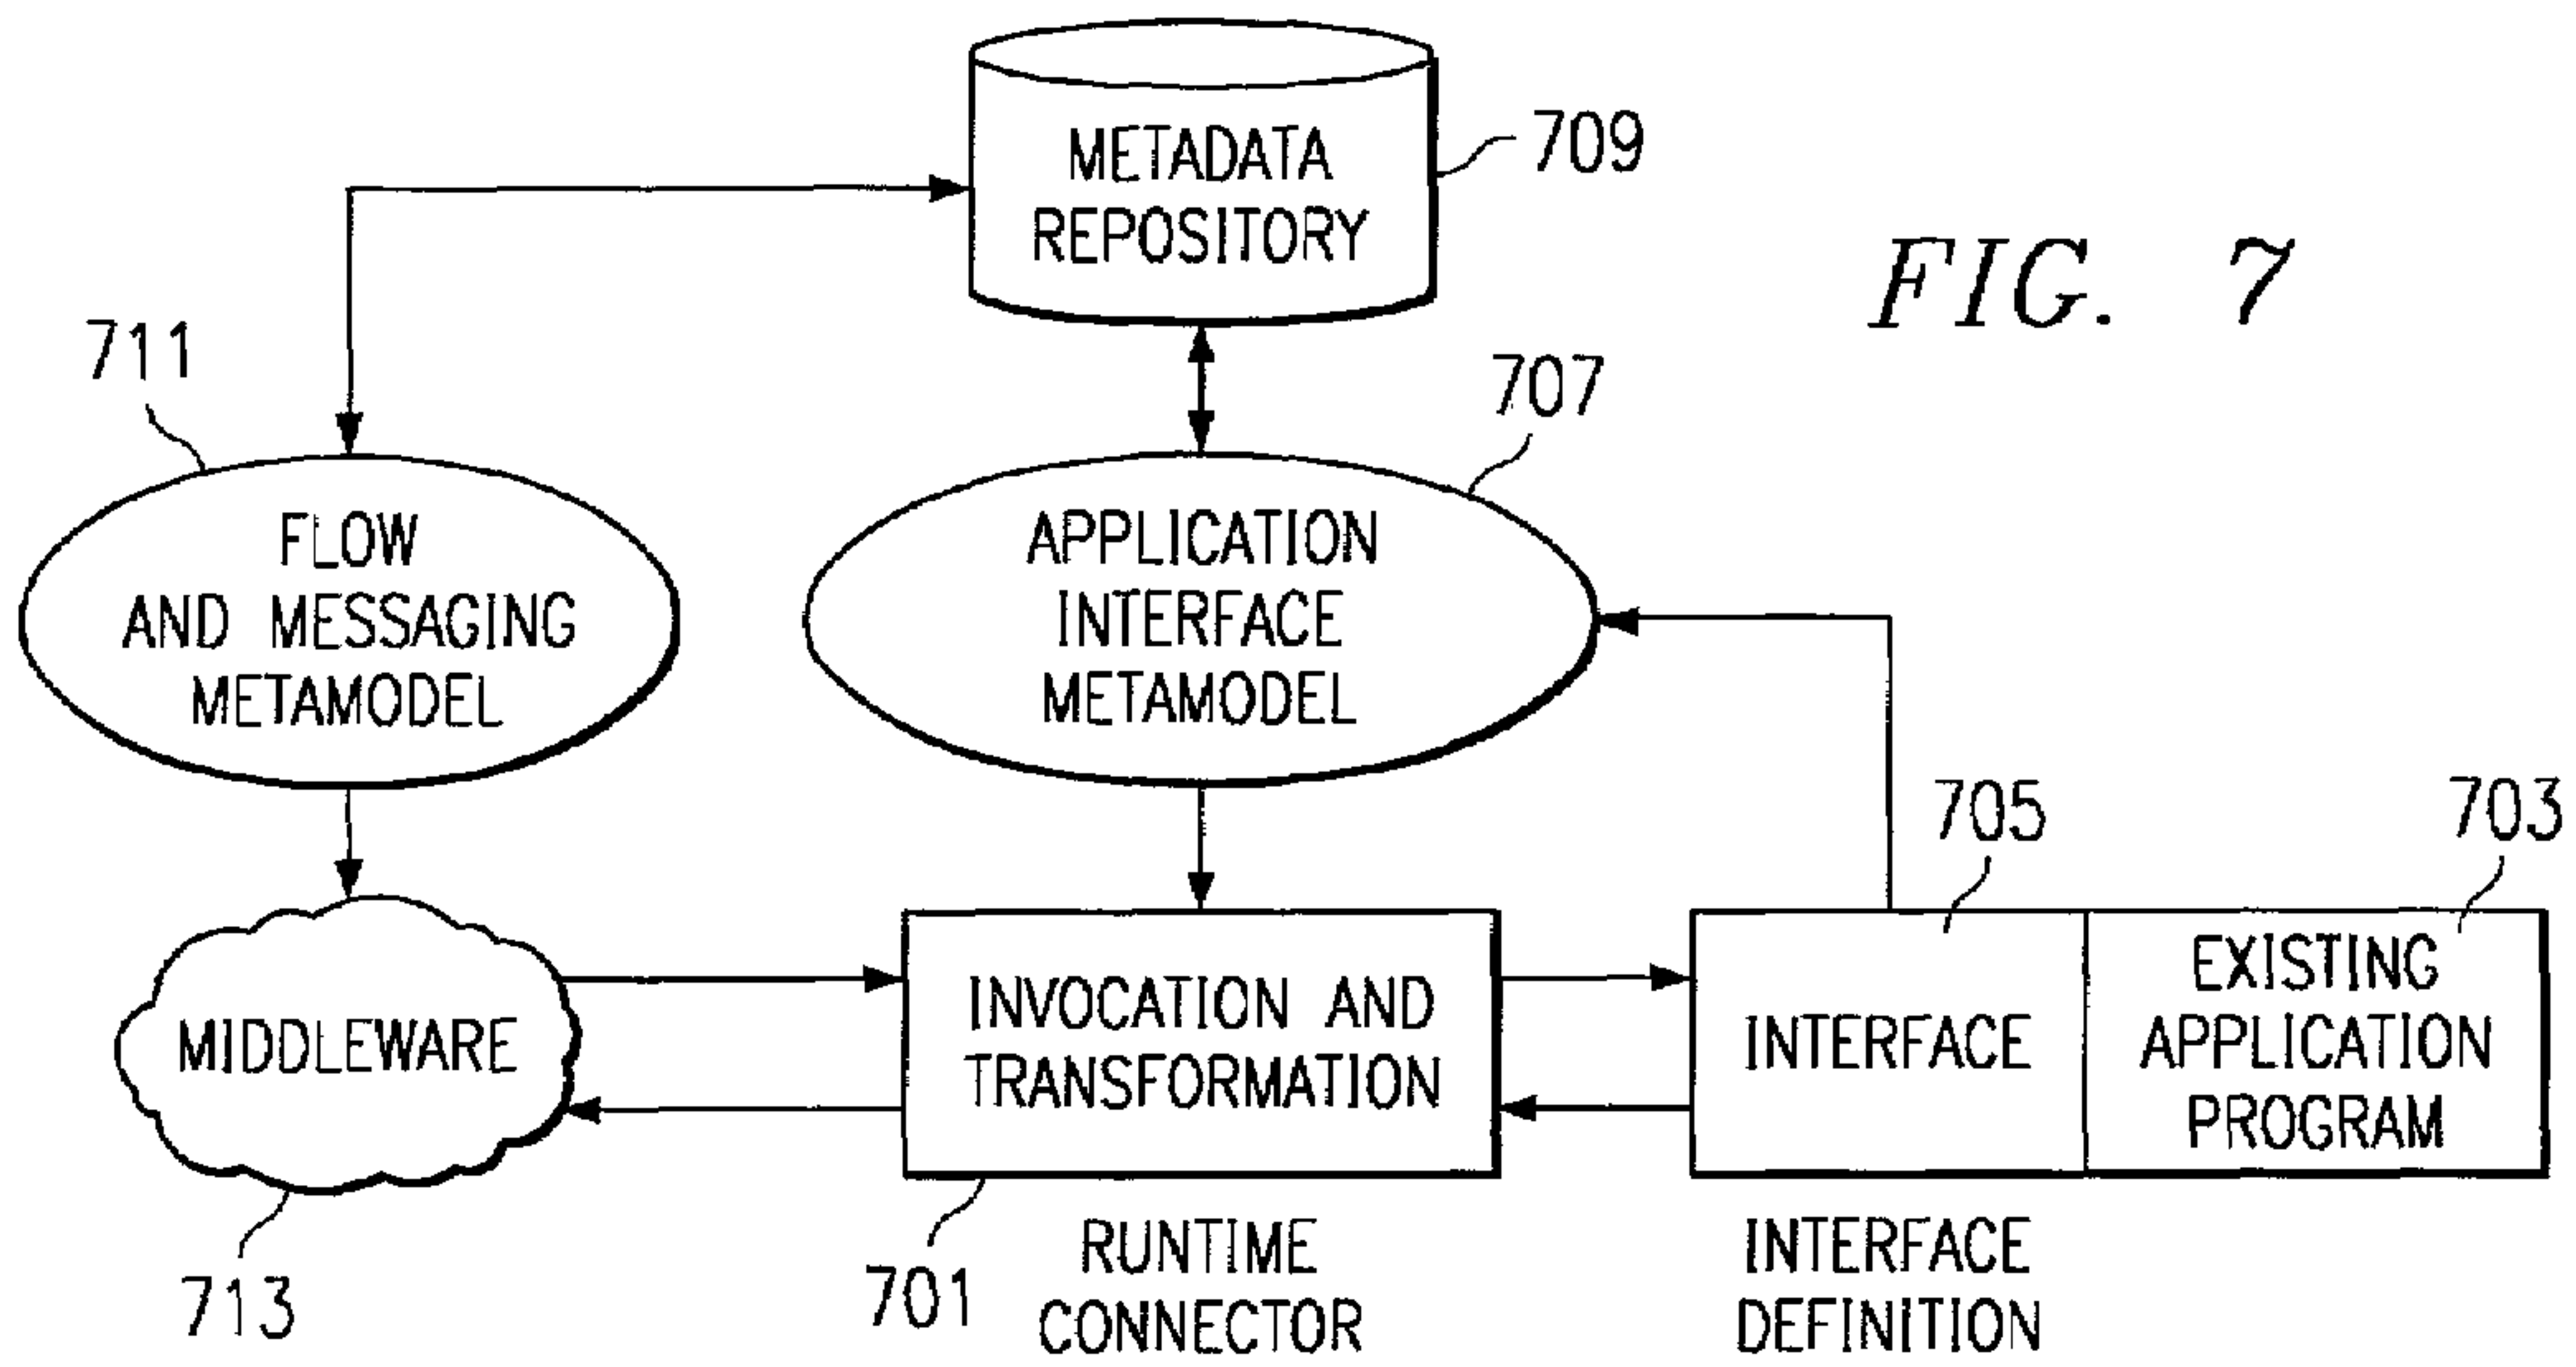 METADATA
REPOSITORY
709
FIG. 7
711
707
FLOW
AND MESSAGING
METAMODEL
APPLICATION
INTERFACE
METAMODEL
705
703
MIDDLEWARE
INVOCATION AND
TRANSFORMATION
INTERFACE
EXISTING
APPLICATION
PROGRAM
713
701
RUNTIME
CONNECTOR
INTERFACE
DEFINITION